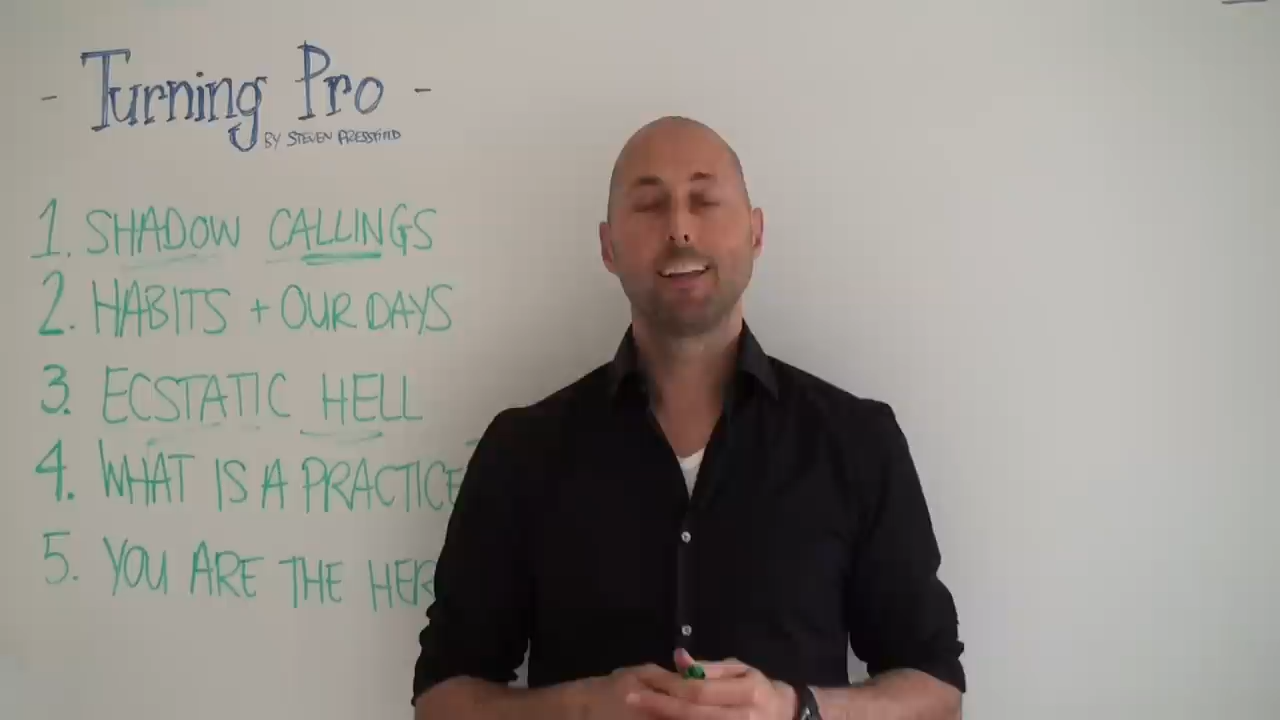 - Turning Pro -
BY STEVEN PRESSFIELD
1. SHADOW CALLINGS
2. HABITS + OUR DAYS
3. ECSTATIC HELL
4. WHAT IS A PRACTICE
5. YOU ARE THE HER